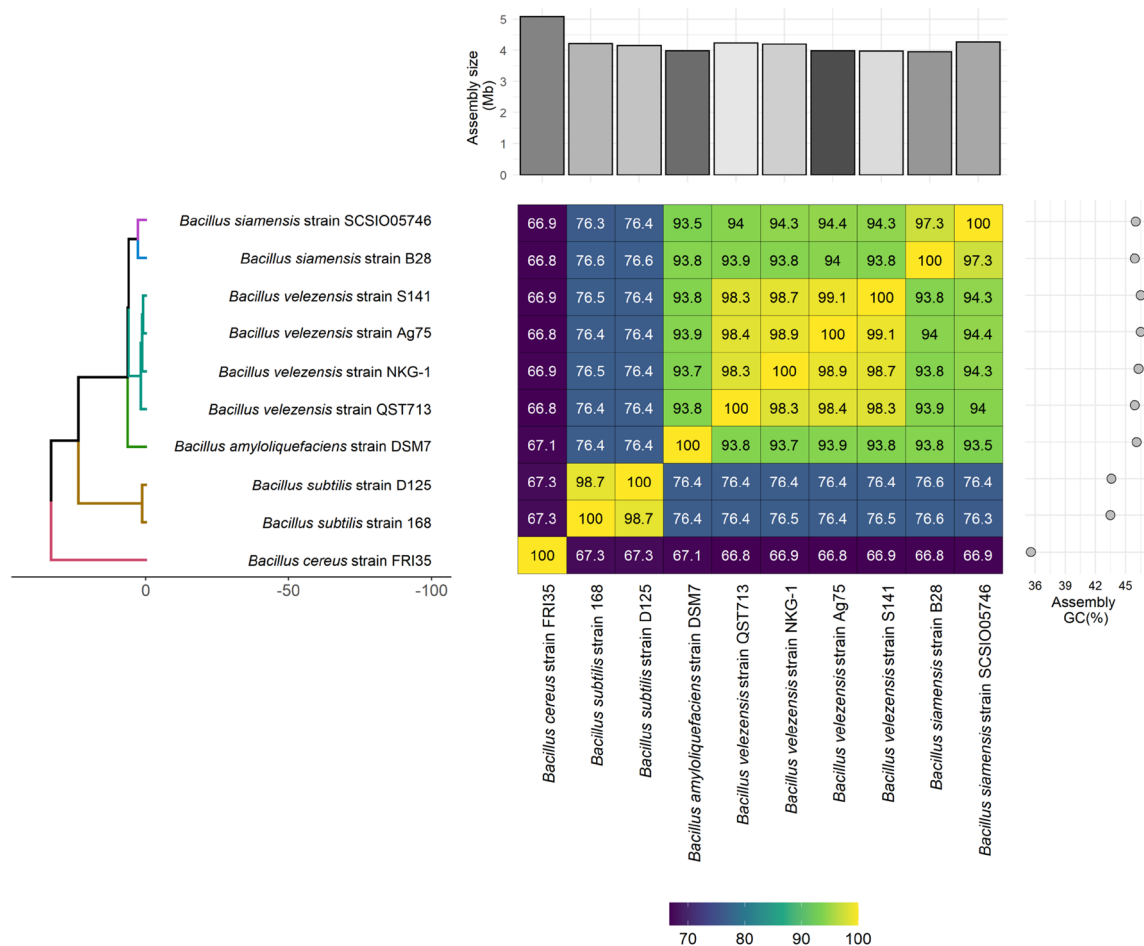 Assembly size
(Mb)
5
4
3
2
1
0
Bacillus siamensis strain SCSIO05746
Bacillus siamensis strain B28
Bacillus velezensis strain S141
Bacillus velezensis strain Ag75
Bacillus velezensis strain NKG-1
Bacillus velezensis strain QST713
Bacillus amyloliquefaciens strain DSM7
Bacillus subtilis strain D125
Bacillus subtilis strain 168
Bacillus cereus strain FRI35
0 -50 -100
66.9 76.3 76.4 93.5 94 94.3 94.4 94.3 97.3 100
66.8 76.6 76.6 93.8 93.9 93.8 94 93.8 100 97.3
66.9 76.5 76.4 93.8 98.3 98.7 99.1 100 93.8 94.3
66.8 76.4 76.4 93.9 98.4 98.9 100 99.1 94 94.4
66.9 76.5 76.4 93.7 98.3 100 98.9 98.7 93.8 94.3
66.8 76.4 76.4 93.8 100 98.3 98.4 98.3 93.9 94
67.1 76.4 76.4 100 93.8 93.7 93.9 93.8 93.8 93.5
67.3 98.7 100 76.4 76.4 76.4 76.4 76.4 76.6 76.4
67.3 100 98.7 76.4 76.4 76.5 76.4 76.5 76.6 76.3
100 67.3 67.3 67.1 66.8 66.9 66.8 66.9 66.8 66.9
Bacillus cereus strain FRI35
Bacillus subtilis strain 168
Bacillus subtilis strain D125
Bacillus amyloliquefaciens strain DSM7
Bacillus velezensis strain QST713
Bacillus velezensis strain NKG-1
Bacillus velezensis strain Ag75
Bacillus velezensis strain S141
Bacillus siamensis strain B28
Bacillus siamensis strain SCSIO05746
36 39 42 45
Assembly
GC(%)
70 80 90 100